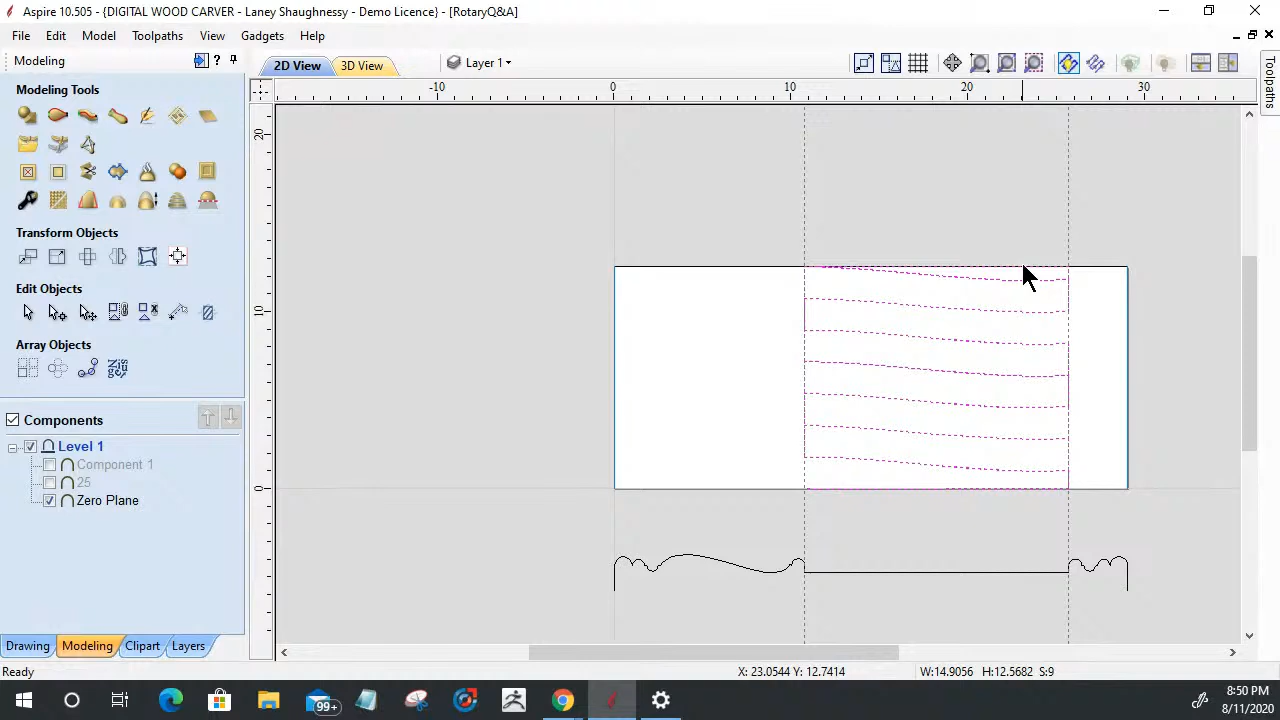 Aspire 10.505 - {DIGITAL WOOD CARVER - Laney Shaughnessy - Demo Licence} - [RotaryQ&A]
File Edit Model Toolpaths View Gadgets Help
Modeling
2D View
3D View
Layer 1
Modeling Tools
-10 0 10 20 30
20
10
0
Transform Objects
Edit Objects
Array Objects
Components
Level 1
Component 1
25
Zero Plane
Drawing Modeling Clipart Layers
Toolpaths
Ready
X: 23.0544 Y: 12.7414
W:14.9056 H:12.5682 S:9
99+
8:50 PM
8/11/2020